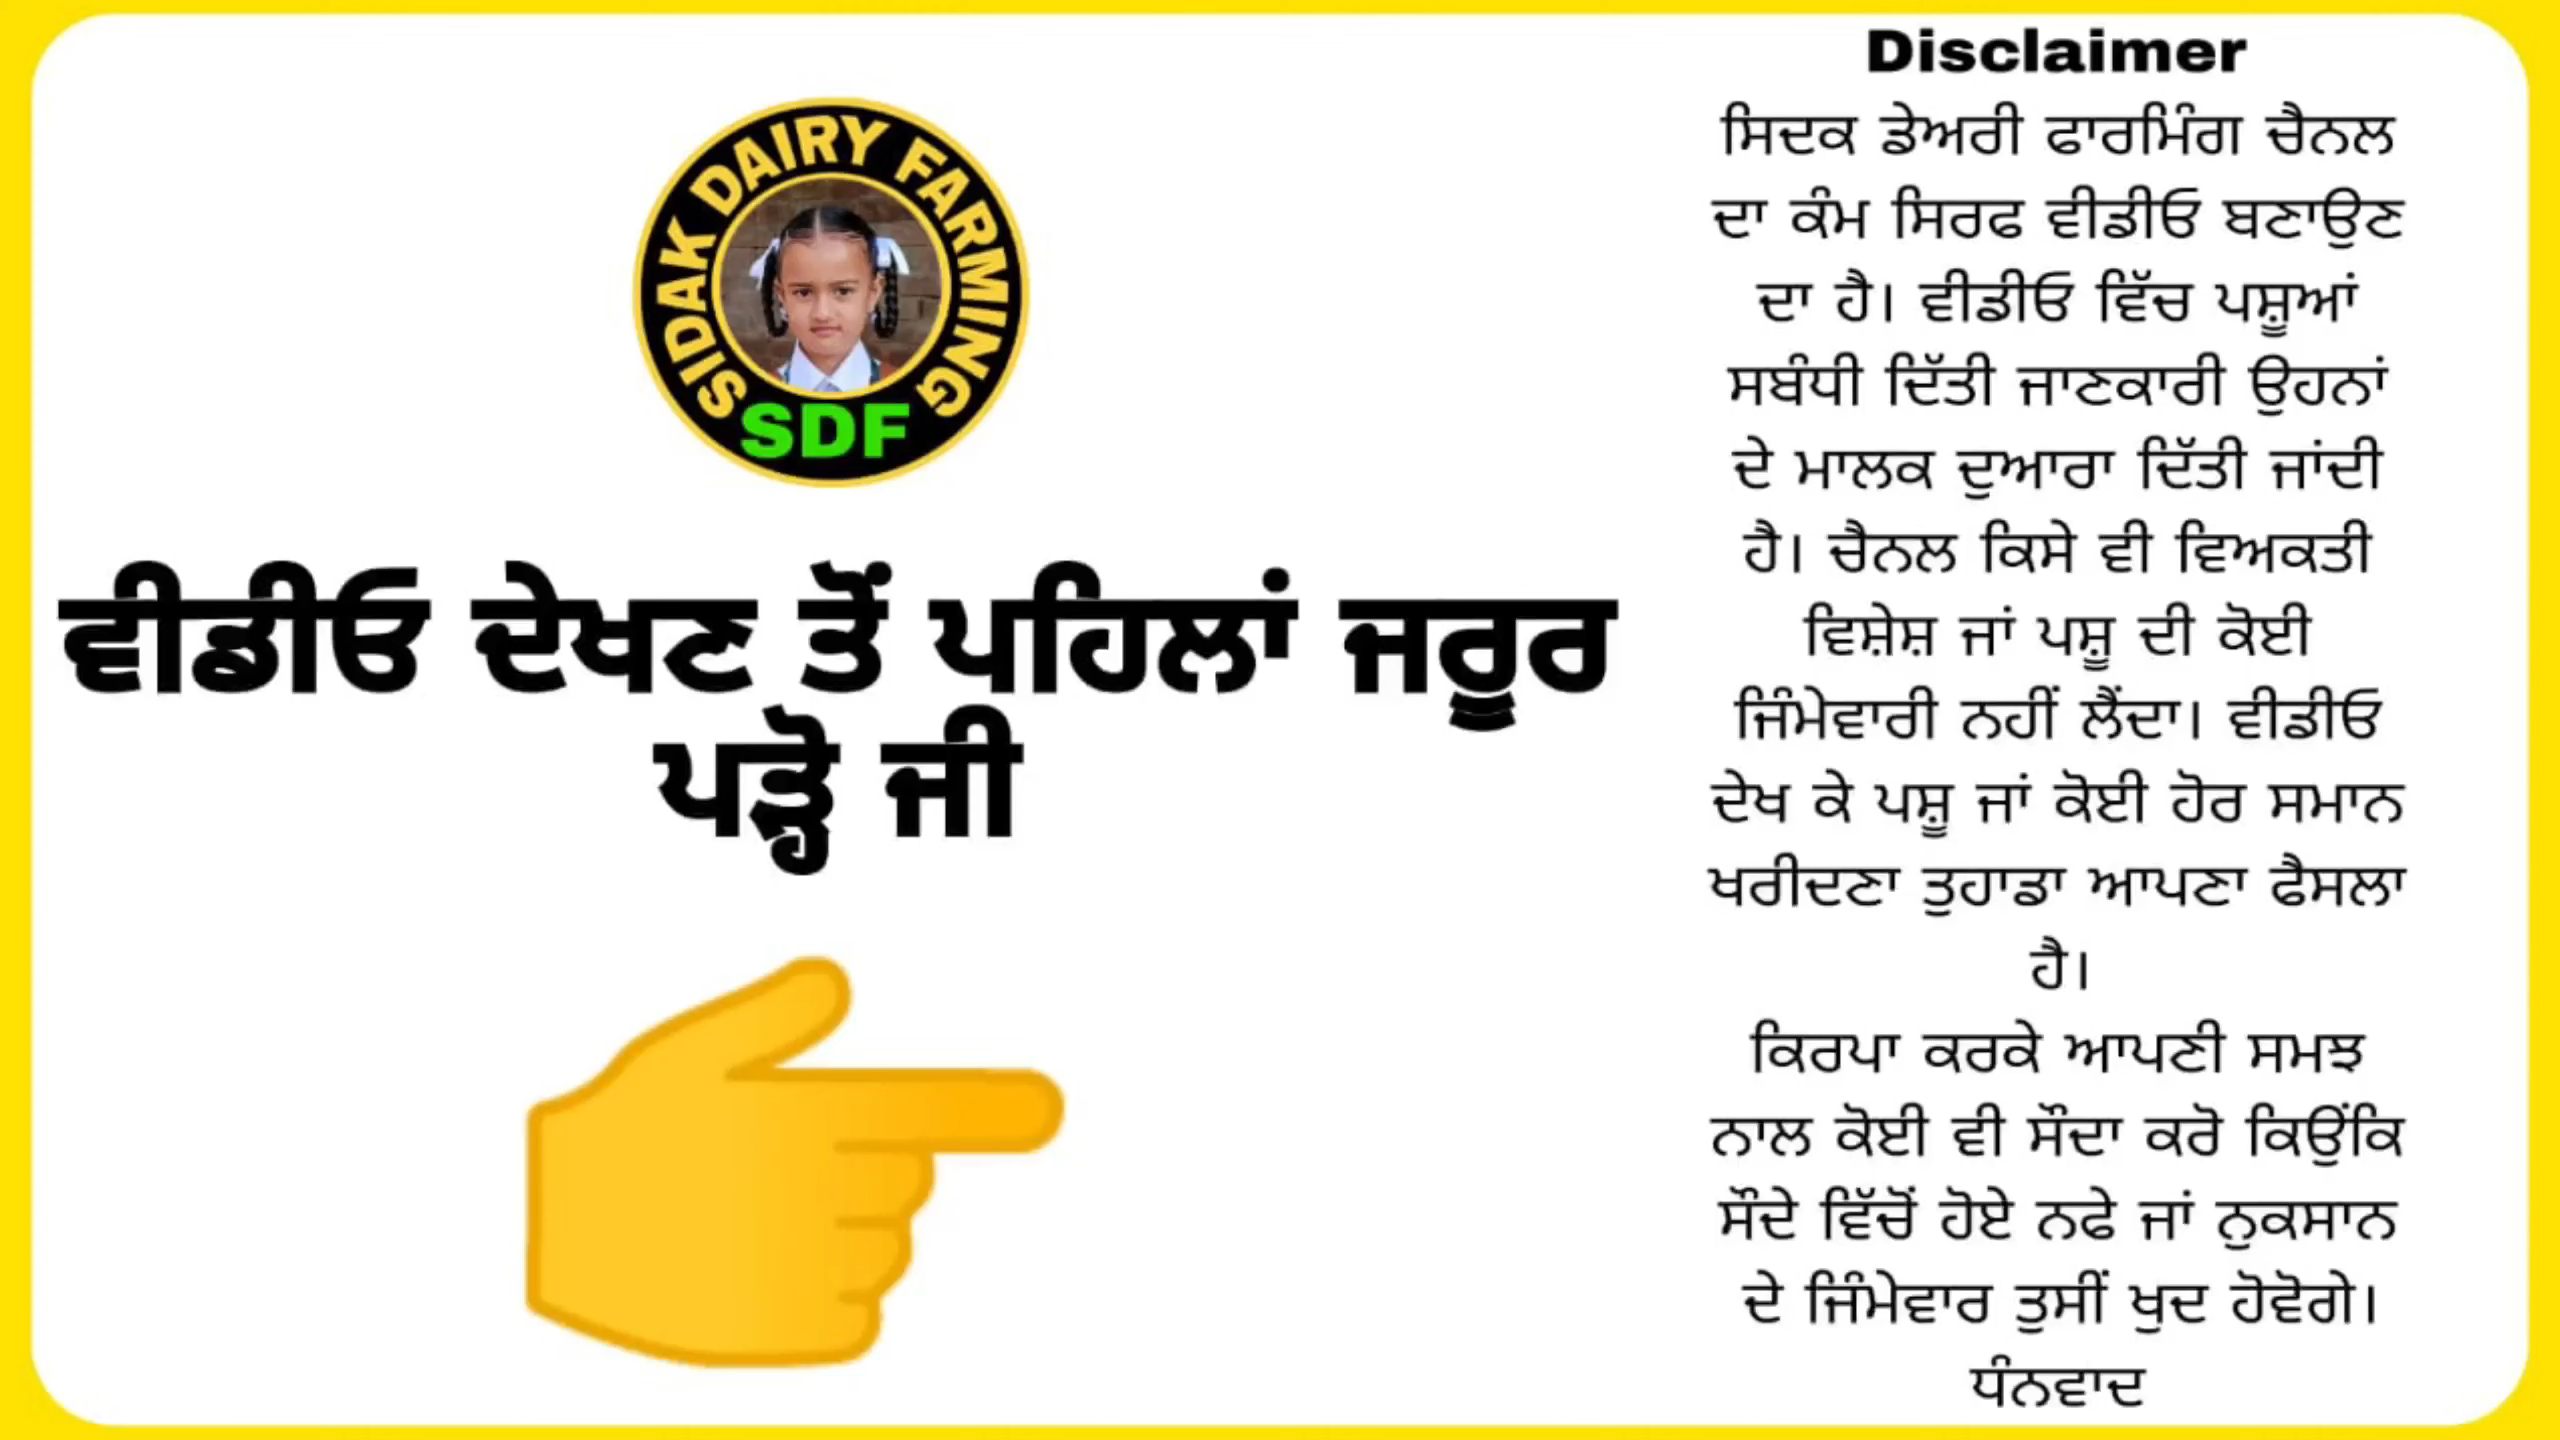 SIDAK DAIRY FARMING
SDF
ਵੀਡੀਓ ਦੇਖਣ ਤੋਂ ਪਹਿਲਾਂ ਜਰੂਰ
ਪੜ੍ਹੋ ਜੀ
Disclaimer
ਸਿਦਕ ਡੇਅਰੀ ਫਾਰਮਿੰਗ ਚੈਨਲ
ਦਾ ਕੰਮ ਸਿਰਫ ਵੀਡੀਓ ਬਣਾਉਣ
ਦਾ ਹੈ। ਵੀਡੀਓ ਵਿੱਚ ਪਸ਼ੂਆਂ
ਸਬੰਧੀ ਦਿੱਤੀ ਜਾਣਕਾਰੀ ਉਹਨਾਂ
ਦੇ ਮਾਲਕ ਦੁਆਰਾ ਦਿੱਤੀ ਜਾਂਦੀ
ਹੈ। ਚੈਨਲ ਕਿਸੇ ਵੀ ਵਿਅਕਤੀ
ਵਿਸ਼ੇਸ਼ ਜਾਂ ਪਸ਼ੂ ਦੀ ਕੋਈ
ਜਿੰਮੇਵਾਰੀ ਨਹੀਂ ਲੈਂਦਾ। ਵੀਡੀਓ
ਦੇਖ ਕੇ ਪਸ਼ੂ ਜਾਂ ਕੋਈ ਹੋਰ ਸਮਾਨ
ਖਰੀਦਣਾ ਤੁਹਾਡਾ ਆਪਣਾ ਫੈਸਲਾ
ਹੈ।
ਕਿਰਪਾ ਕਰਕੇ ਆਪਣੀ ਸਮਝ
ਨਾਲ ਕੋਈ ਵੀ ਸੌਦਾ ਕਰੋ ਕਿਉਂਕਿ
ਸੌਦੇ ਵਿੱਚੋਂ ਹੋਏ ਨਫੇ ਜਾਂ ਨੁਕਸਾਨ
ਦੇ ਜਿੰਮੇਵਾਰ ਤੁਸੀਂ ਖੁਦ ਹੋਵੋਗੇ।
ਧੰਨਵਾਦ